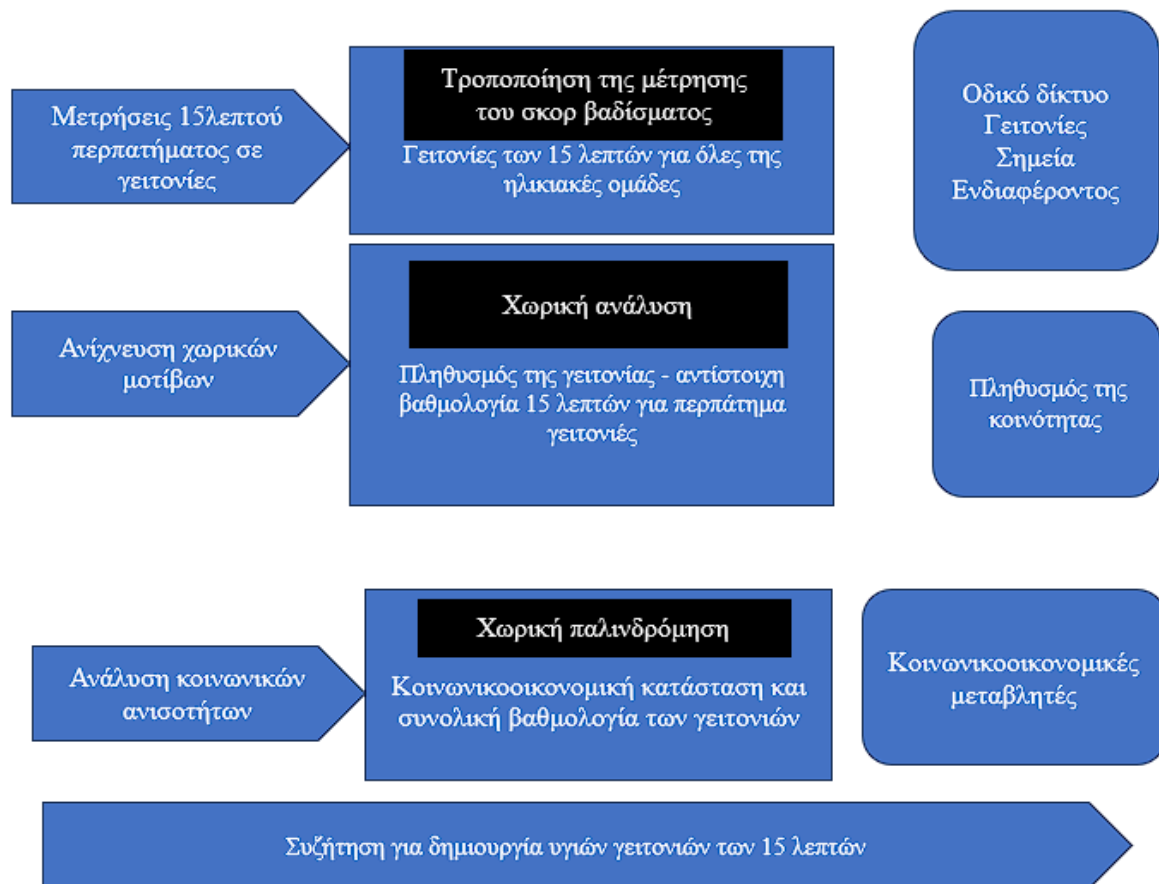 Μετρήσεις 15λεπτού
περπατήματος σε
γειτονίες
Τροποποίηση της μέτρησης
του σκορ βαδίσματος
Γειτονίες των 15 λεπτών για όλες της
ηλικιακές ομάδες
Οδικό δίκτυο
Γειτονίες
Σημεία
Ενδιαφέροντος
Ανίχνευση χωρικών
μοτίβων
Χωρική ανάλυση
Πληθυσμός της γειτονίας - αντίστοιχη
βαθμολογία 15 λεπτών για περπάτημα
γειτονιές
Πληθυσμός της
κοινότητας
Ανάλυση κοινωνικών
ανισοτήτων
Χωρική παλινδρόμηση
Κοινωνικοοικονομική κατάσταση και
συνολική βαθμολογία των γειτονιών
Κοινωνικοοικονομικές
μεταβλητές
Συζήτηση για δημιουργία υγιών γειτονιών των 15 λεπτών